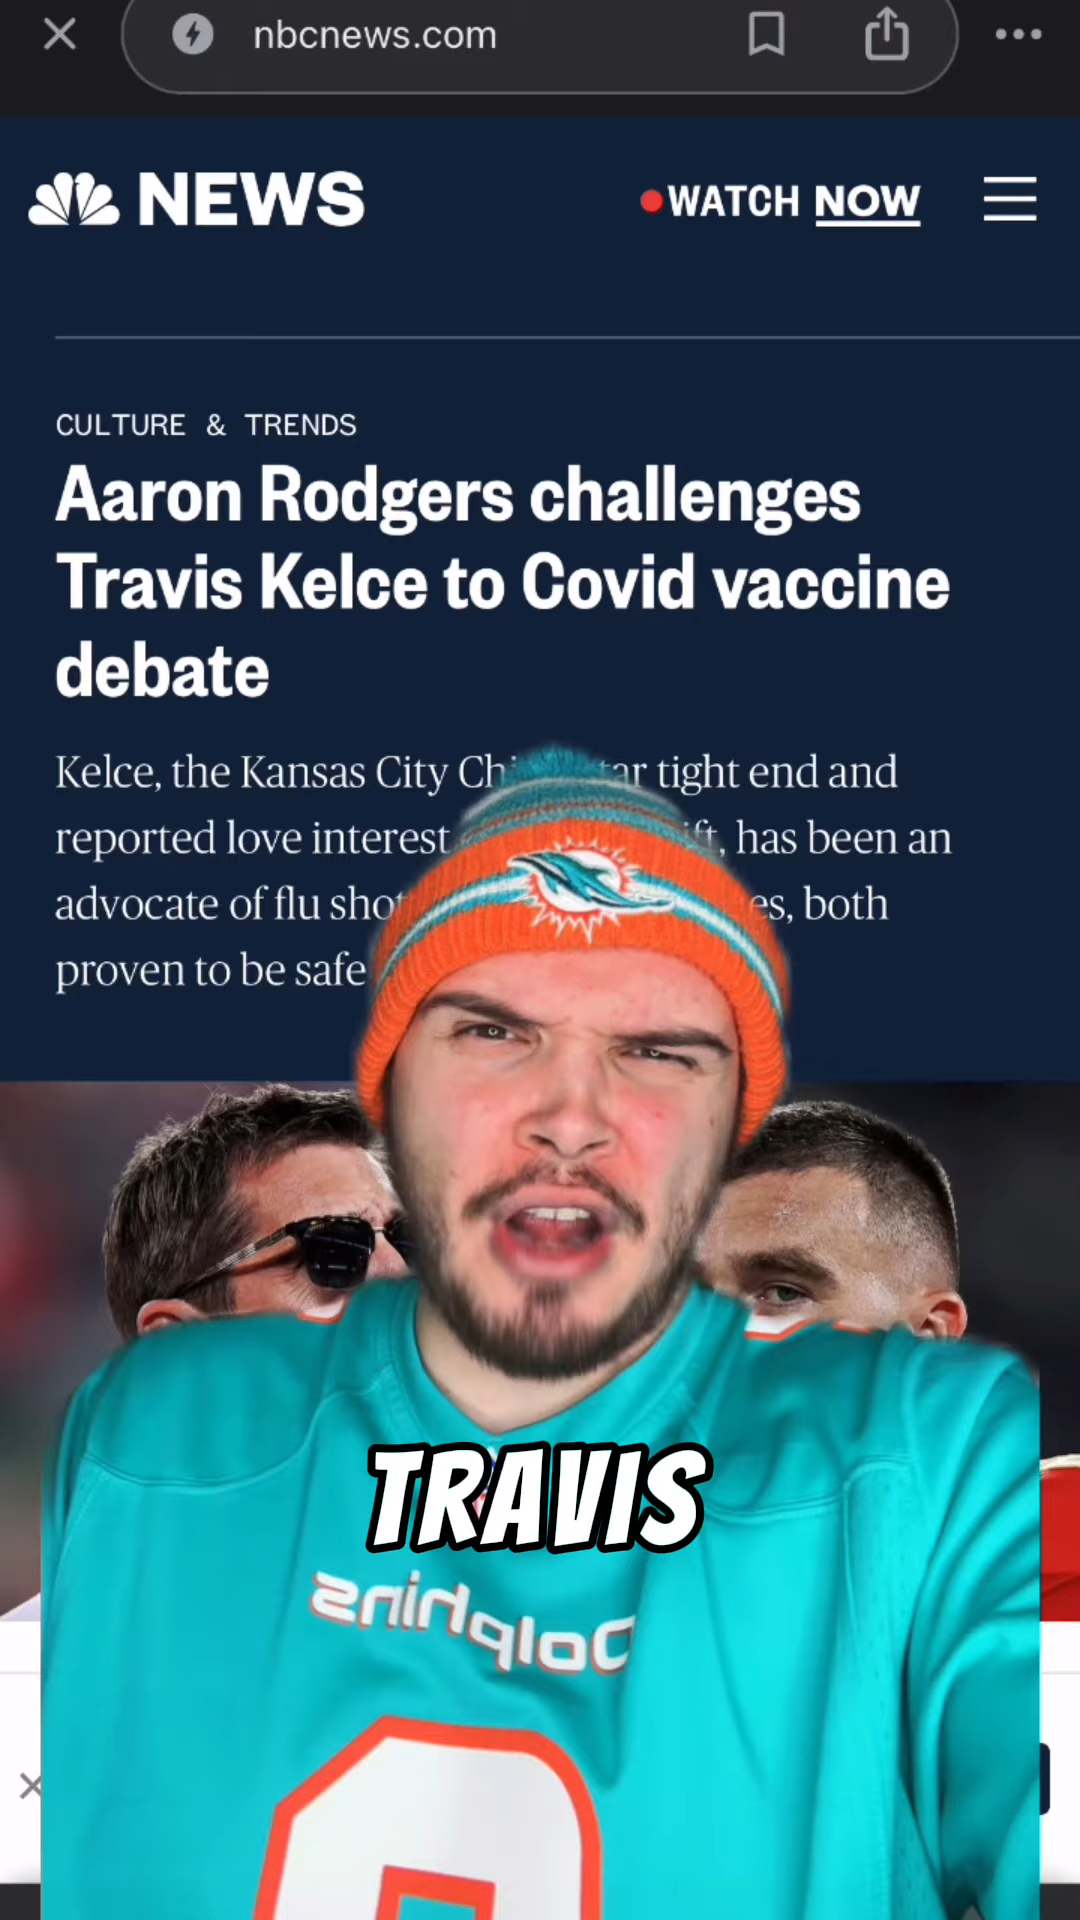 nbcnews.com
NEWS
WATCH NOW
CULTURE & TRENDS
Aaron Rodgers challenges
Travis Kelce to Covid vaccine
debate
Kelce, the Kansas City tight end and
reported love interest has been an
advocate of flu both
proven to be safe
TRAVIS
Dolphins